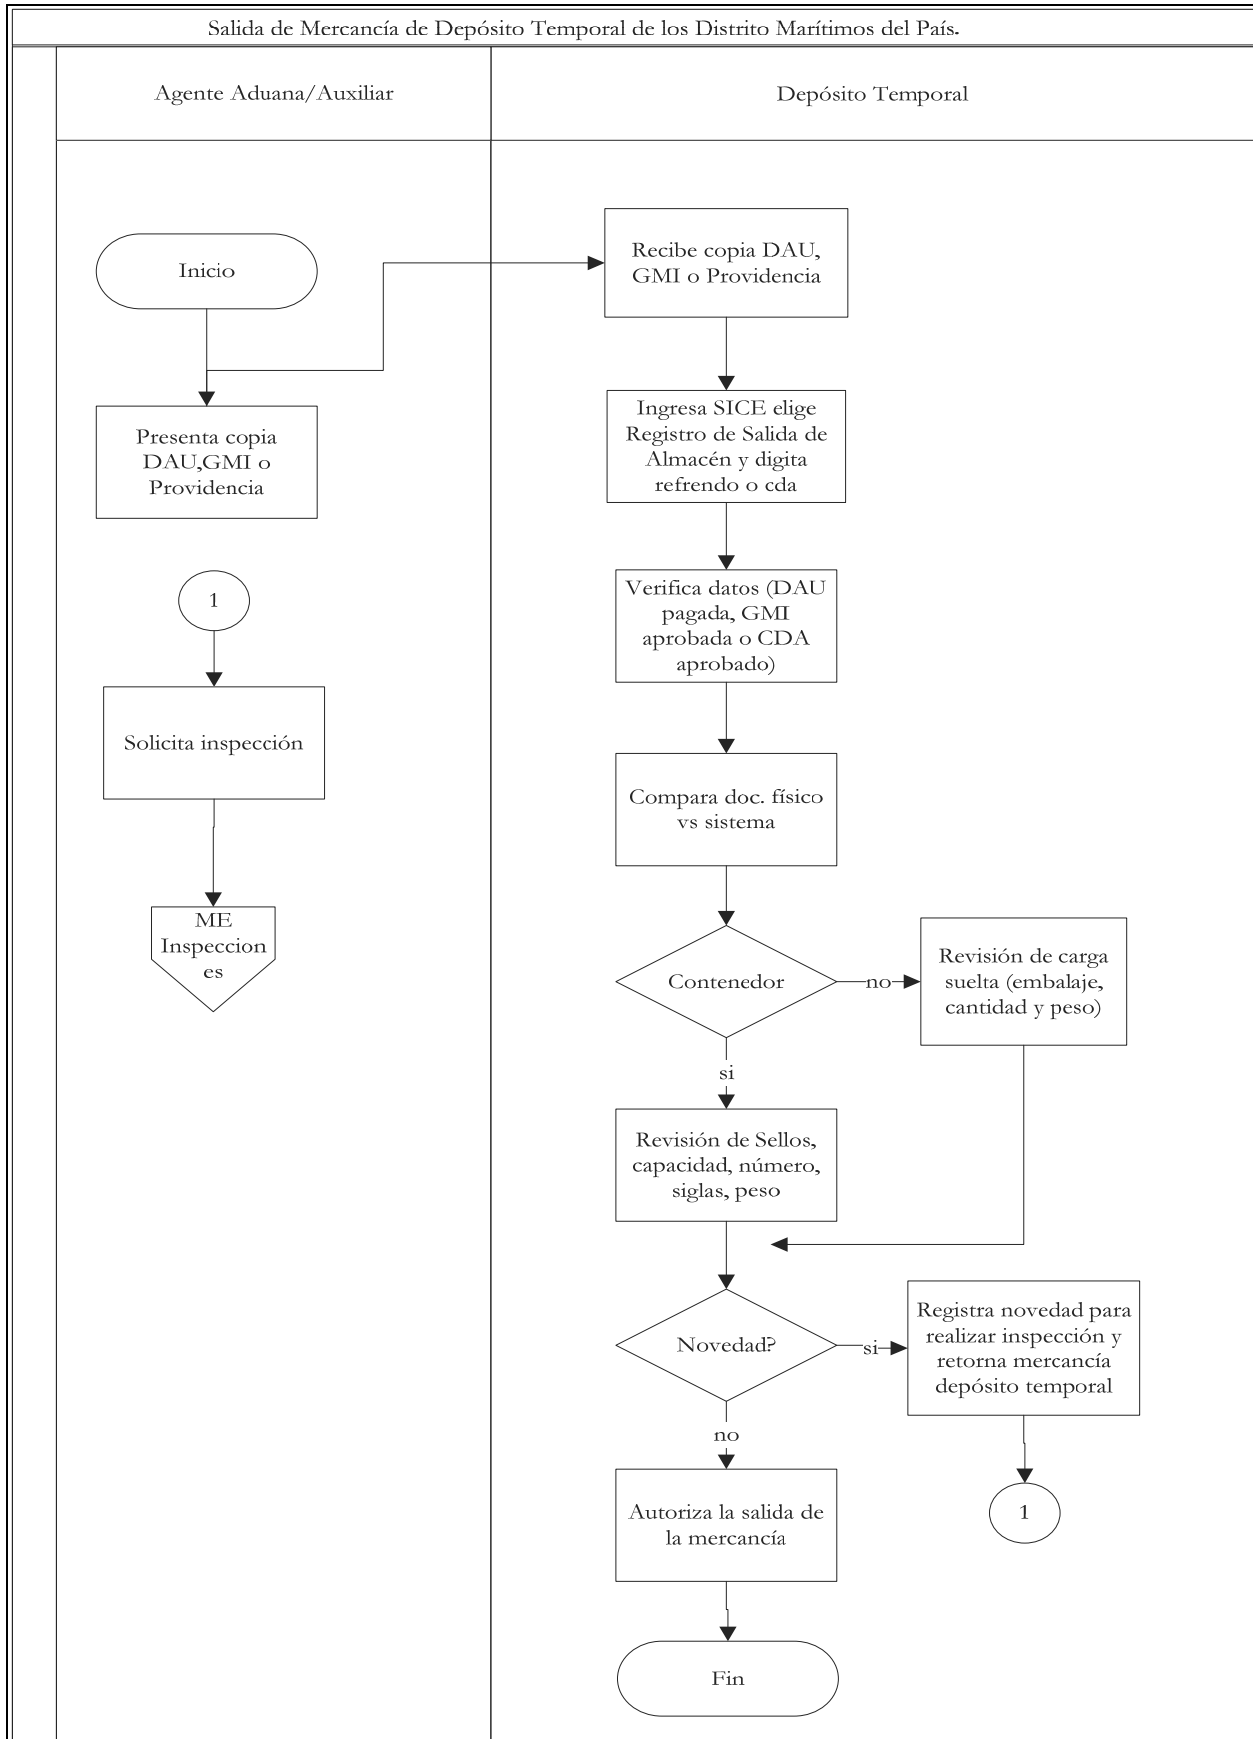 Salida de Mercancía de Depósito Temporal de los Distrito Marítimos del País.
Agente Aduana/Auxiliar
Depósito Temporal
Inicio
Presenta copia
DAU,GMI o
Providencia
1
Solicita inspección
ME
Inspeccion
es
Recibe copia DAU,
GMI o Providencia
Ingresa SICE elige
Registro de Salida de
Almacén y digita
refrendo o cda
Verifica datos (DAU
pagada, GMI
aprobada o CDA
aprobado)
Compara doc. físico
vs sistema
Contenedor
no
Revisión de carga
suelta (embalaje,
cantidad y peso)
si
Revisión de Sellos,
capacidad, número,
siglas, peso
Novedad?
si
Registra novedad para
realizar inspección y
retorna mercancía
depósito temporal
no
1
Autoriza la salida de
la mercancía
Fin